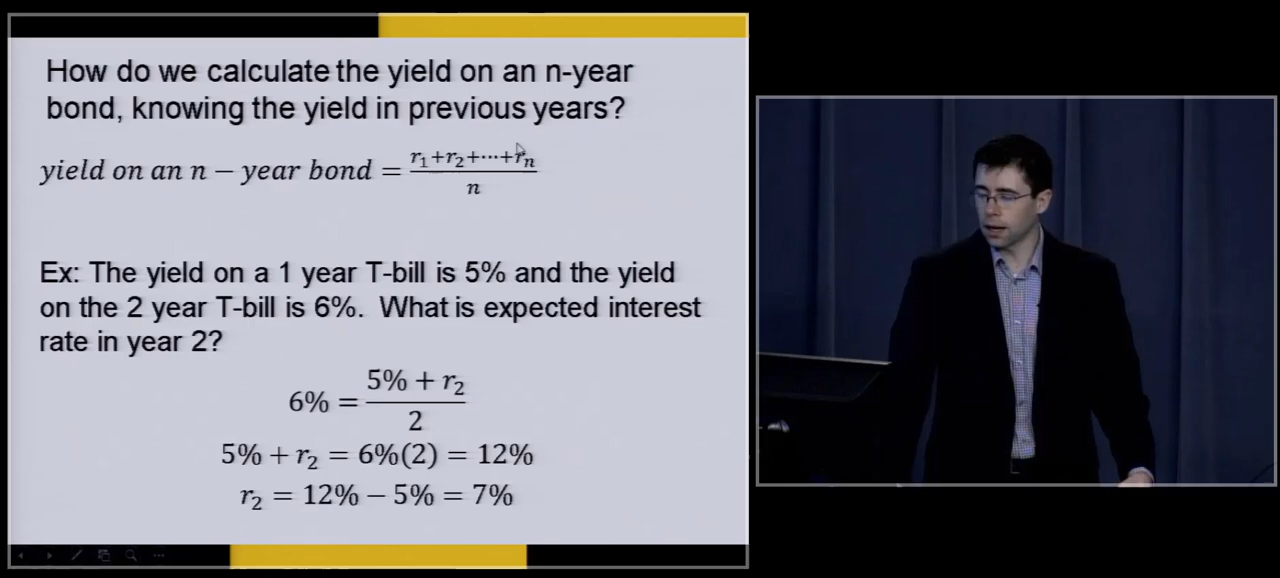 How do we calculate the yield on an n-year
bond, knowing the yield in previous years?
yield on an n − year bond = (r₁+r₂+⋯+rₙ)/n
Ex: The yield on a 1 year T-bill is 5% and the yield
on the 2 year T-bill is 6%. What is expected interest
rate in year 2?
6% = (5% + r₂)/2
5% + r₂ = 6%(2) = 12%
r₂ = 12% − 5% = 7%